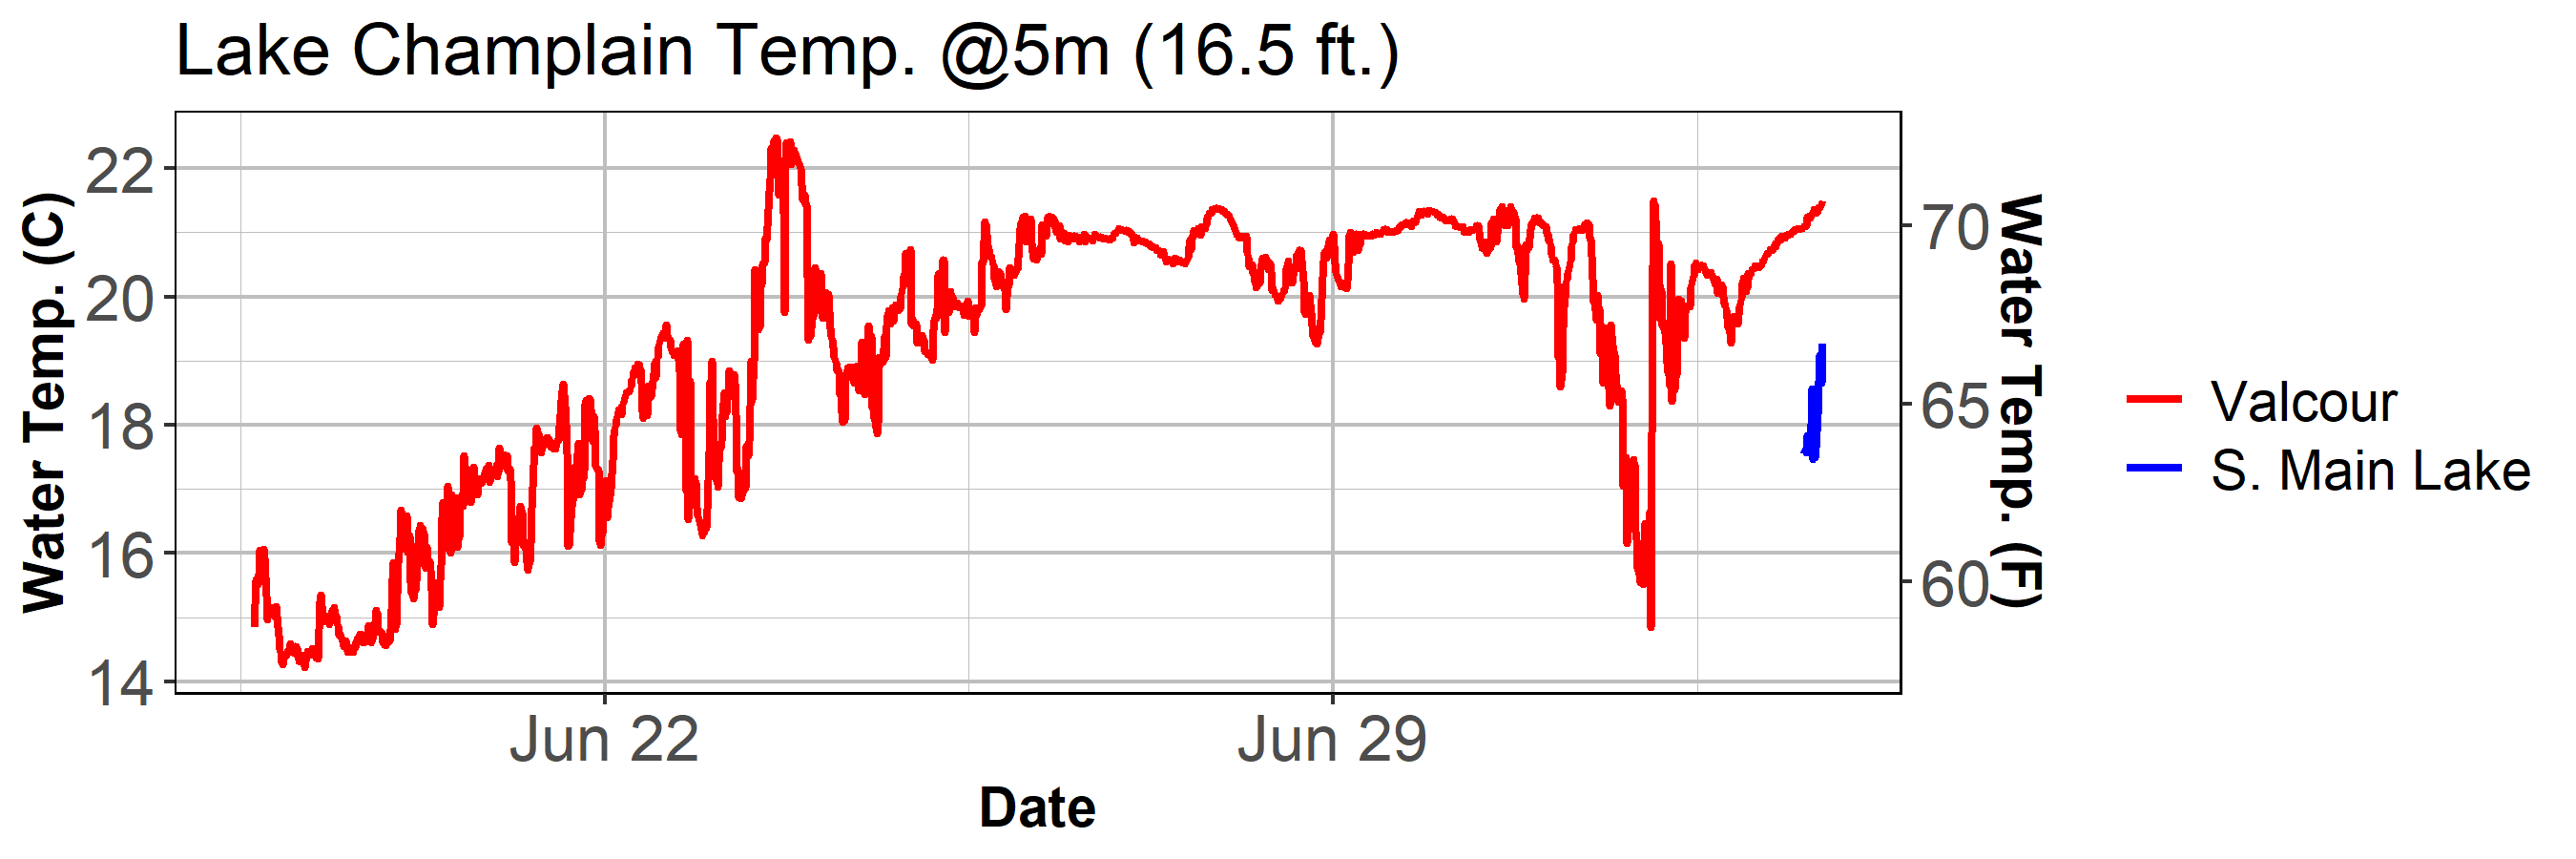 Lake Champlain Temp. @5m (16.5 ft.)
Water Temp. (C)
22
20
18
16
14
70
65
60
Water Temp. (F)
Jun 22
Jun 29
Date
Valcour
S. Main Lake